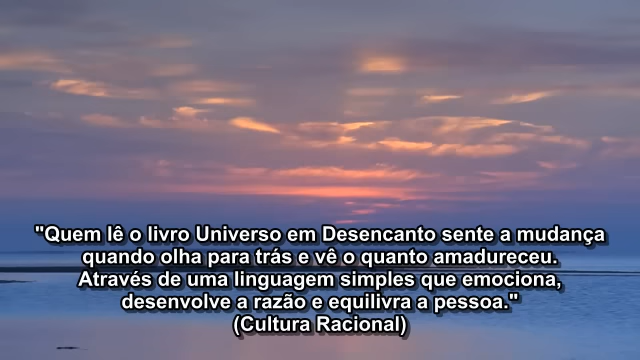 "Quem lê o livro Universo em Desencanto sente a mudança
quando olha para trás e vê o quanto amadureceu.
Através de uma linguagem simples que emociona,
desenvolve a razão e equilivra a pessoa."
(Cultura Racional)